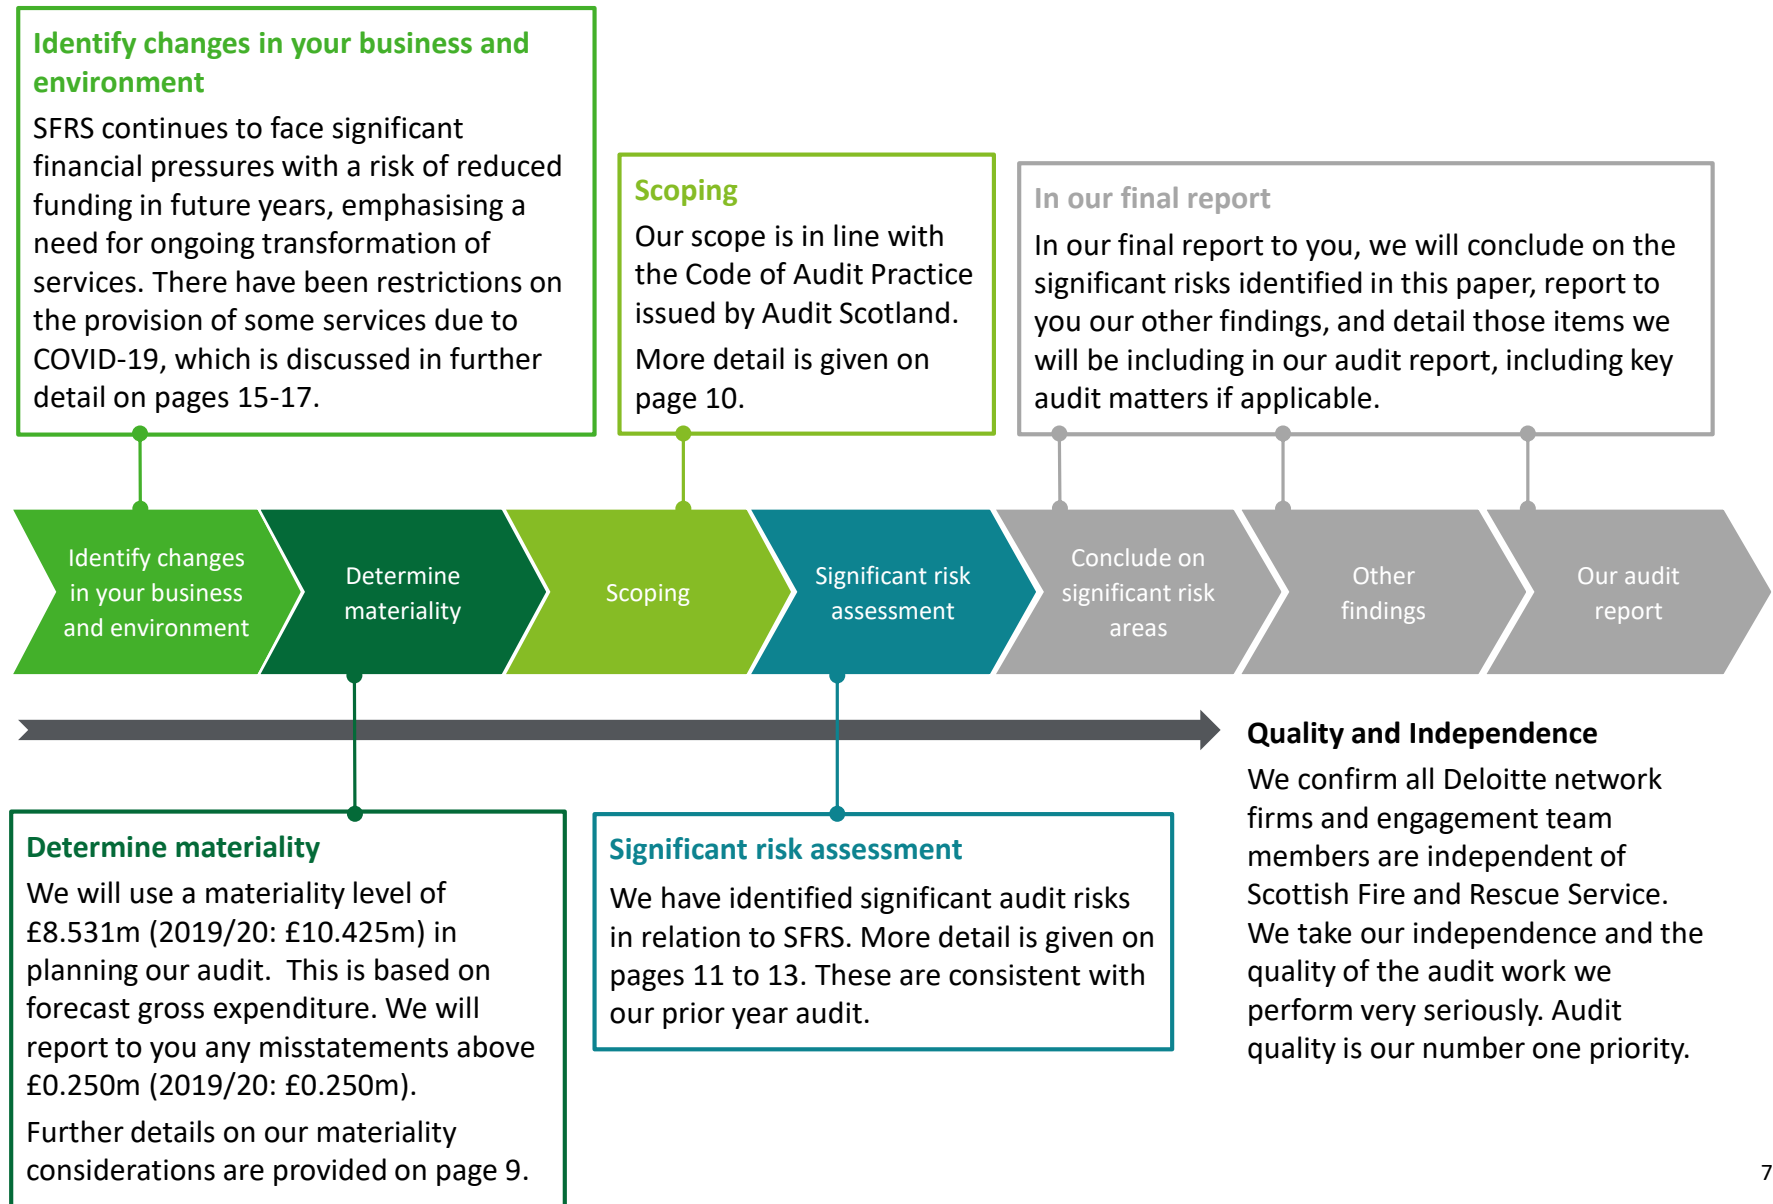 Identify changes in your business and
environment
SFRS continues to face significant
financial pressures with a risk of reduced
funding in future years, emphasising a
need for ongoing transformation of
services. There have been restrictions on
the provision of some services due to
COVID-19, which is discussed in further
detail on pages 15-17.
Scoping
Our scope is in line with
the Code of Audit Practice
issued by Audit Scotland.
More detail is given on
page 10.
In our final report
In our final report to you, we will conclude on the
significant risks identified in this paper, report to
you our other findings, and detail those items we
will be including in our audit report, including key
audit matters if applicable.
Identify changes
in your business
and environment
Determine
materiality
Scoping
Significant risk
assessment
Conclude on
significant risk
areas
Other
findings
Our audit
report
Determine materiality
We will use a materiality level of
£8.531m (2019/20: £10.425m) in
planning our audit.  This is based on
forecast gross expenditure. We will
report to you any misstatements above
£0.250m (2019/20: £0.250m).
Further details on our materiality
considerations are provided on page 9.
Significant risk assessment
We have identified significant audit risks
in relation to SFRS. More detail is given on
pages 11 to 13. These are consistent with
our prior year audit.
Quality and Independence
We confirm all Deloitte network
firms and engagement team
members are independent of
Scottish Fire and Rescue Service.
We take our independence and the
quality of the audit work we
perform very seriously. Audit
quality is our number one priority.
7